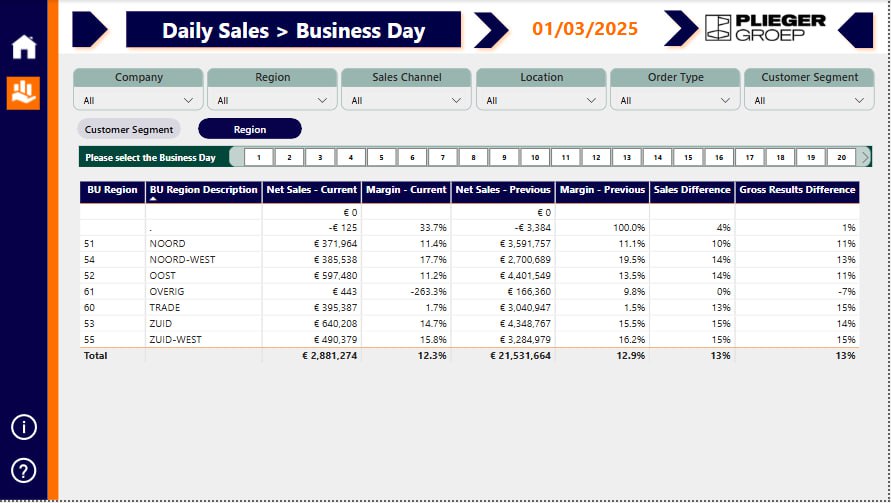 Daily Sales > Business Day 01/03/2025 PLIEGER GROEP
Company Region Sales Channel Location Order Type Customer Segment
All All All All All All
Customer Segment Region
Please select the Business Day 1 2 3 4 5 6 7 8 9 10 11 12 13 14 15 16 17 18 19 20
BU Region BU Region Description Net Sales - Current Margin - Current Net Sales - Previous Margin - Previous Sales Difference Gross Results Difference
€ 0 € 0
. -€ 125 33.7% -€ 3,384 100.0% 4% 1%
51 NOORD € 371,964 11.4% € 3,591,757 11.1% 10% 11%
54 NOORD-WEST € 385,538 17.7% € 2,700,689 19.5% 14% 13%
52 OOST € 597,480 11.2% € 4,401,549 13.5% 14% 11%
61 OVERIG € 443 -263.3% € 166,360 9.8% 0% -7%
60 TRADE € 395,387 1.7% € 3,040,947 1.5% 13% 15%
53 ZUID € 640,208 14.7% € 4,348,767 15.5% 15% 14%
55 ZUID-WEST € 490,379 15.8% € 3,284,979 16.2% 15% 15%
Total € 2,881,274 12.3% € 21,531,664 12.9% 13% 13%
i
?